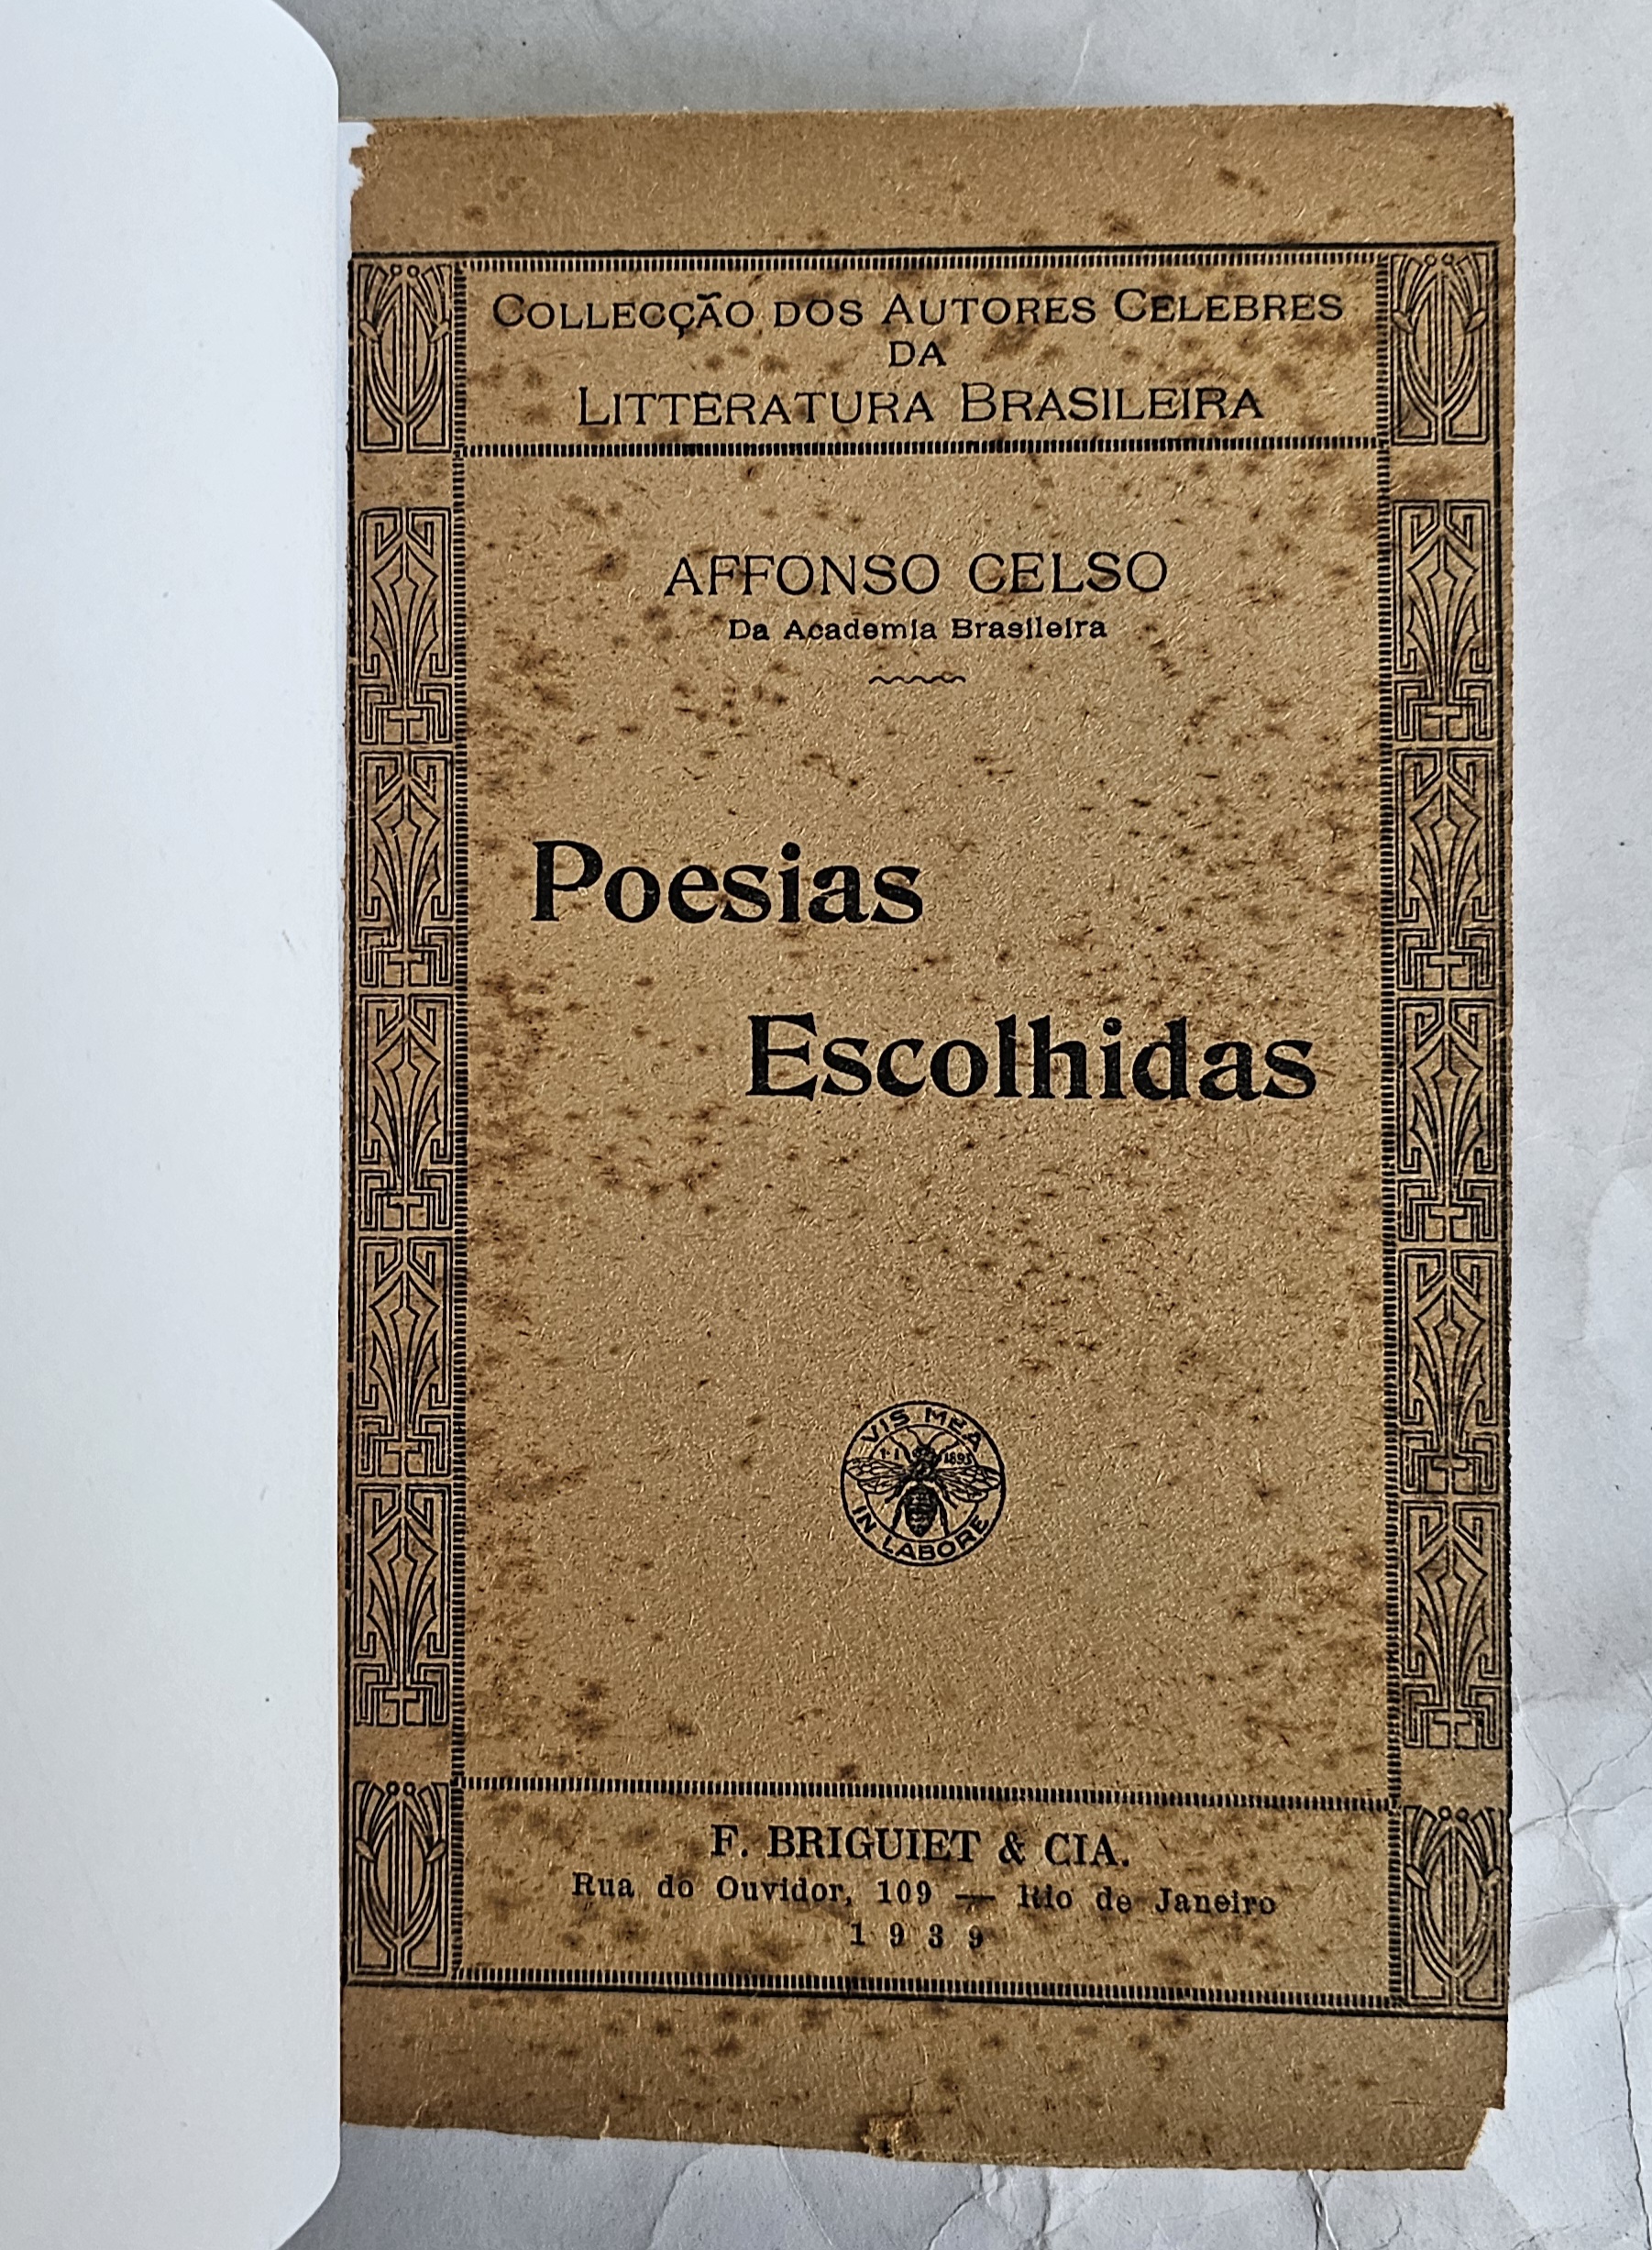 COLLECÇÃO DOS AUTORES CELEBRES
DA
LITTERATURA BRASILEIRA
AFFONSO CELSO
Da Academia Brasileira
Poesias
Escolhidas
VIS MEA
1893
IN LABORE
F. BRIGUIET & CIA.
Rua do Ouvidor, 109 — Rio de Janeiro
1939